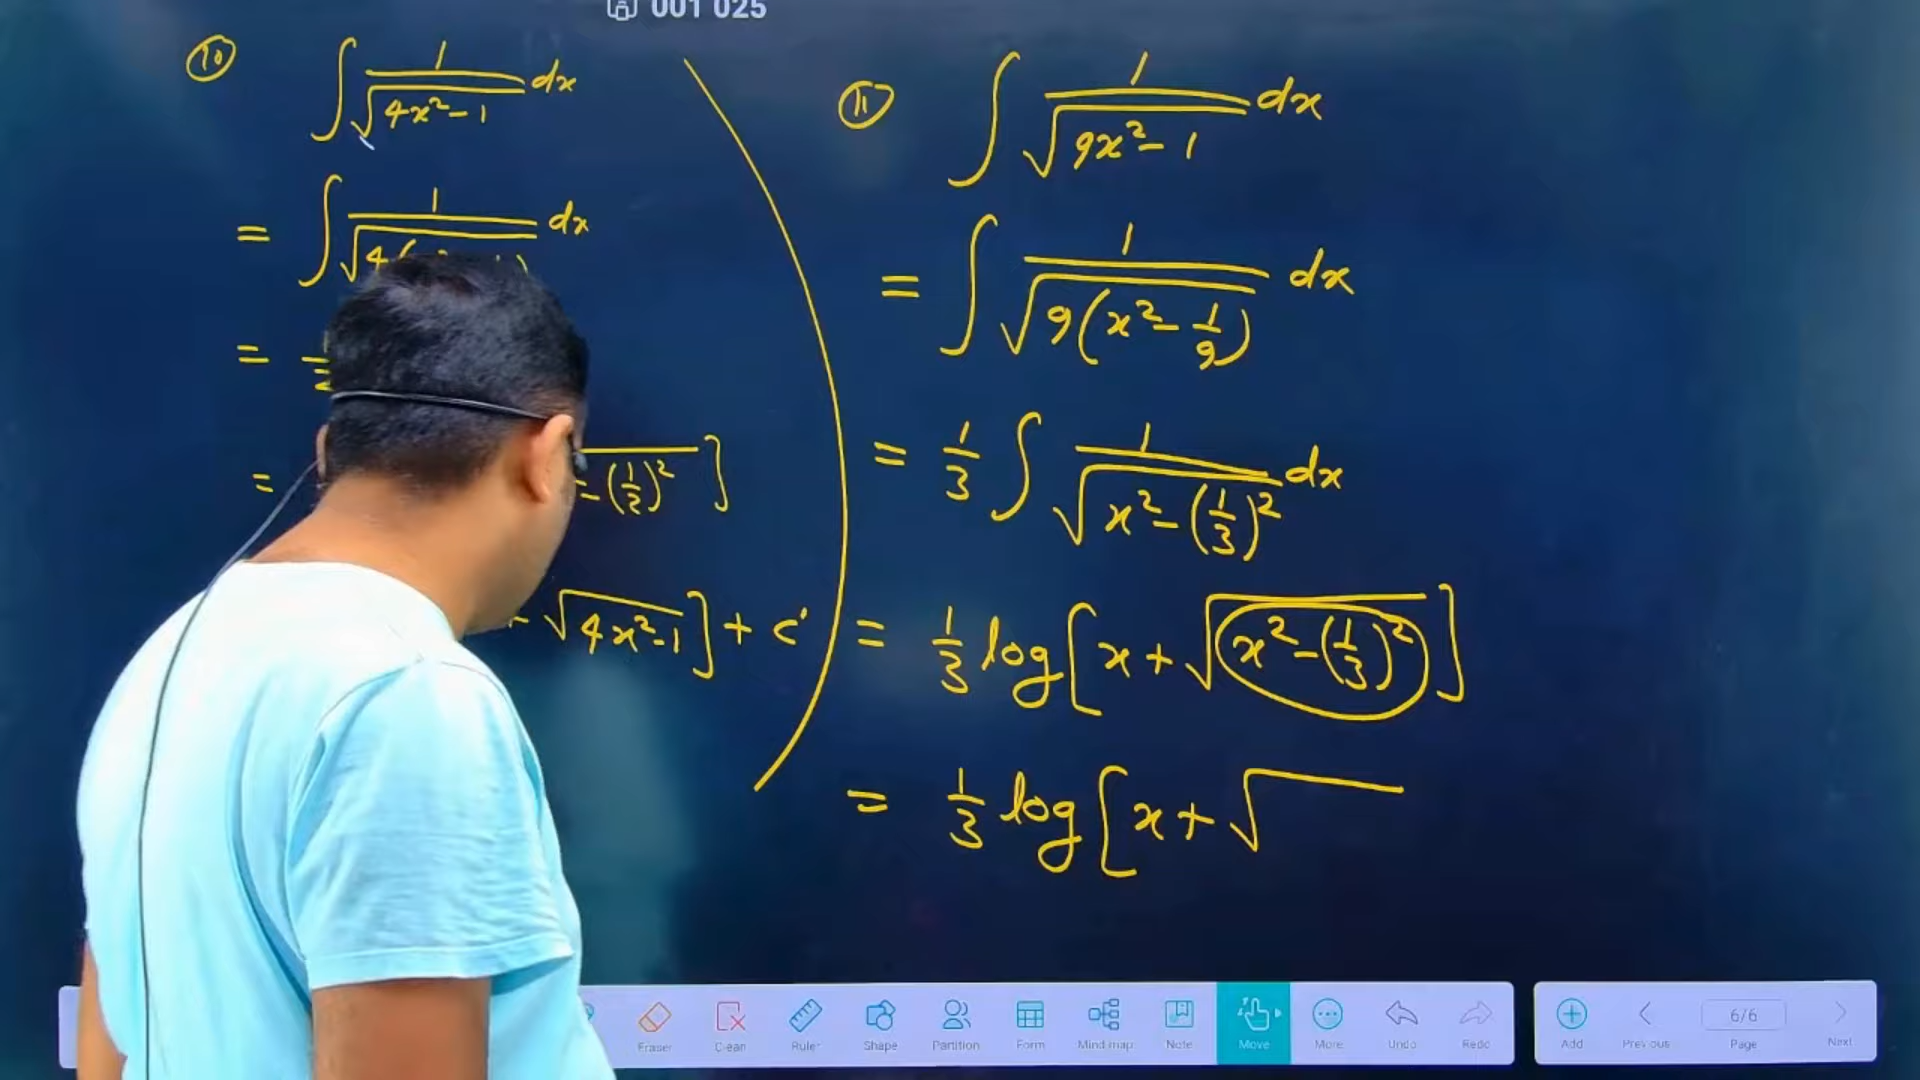 001 025
(10) ∫ 1/√(4x² - 1) dx
= ∫ 1/√(4( dx
=
= - (1/2)² ]
√(4x²-1) ] + c'
(11) ∫ 1/√(9x² - 1) dx
= ∫ 1/√(9(x² - 1/9)) dx
= 1/3 ∫ 1/√(x² - (1/3)²) dx
= 1/3 log [ x + √(x² - (1/3)²) ]
= 1/3 log [ x + √
Eraser Clean Ruler Shape Partition Form Mind map Note Move More Undo Redo Add Previous 6/6 Page Next